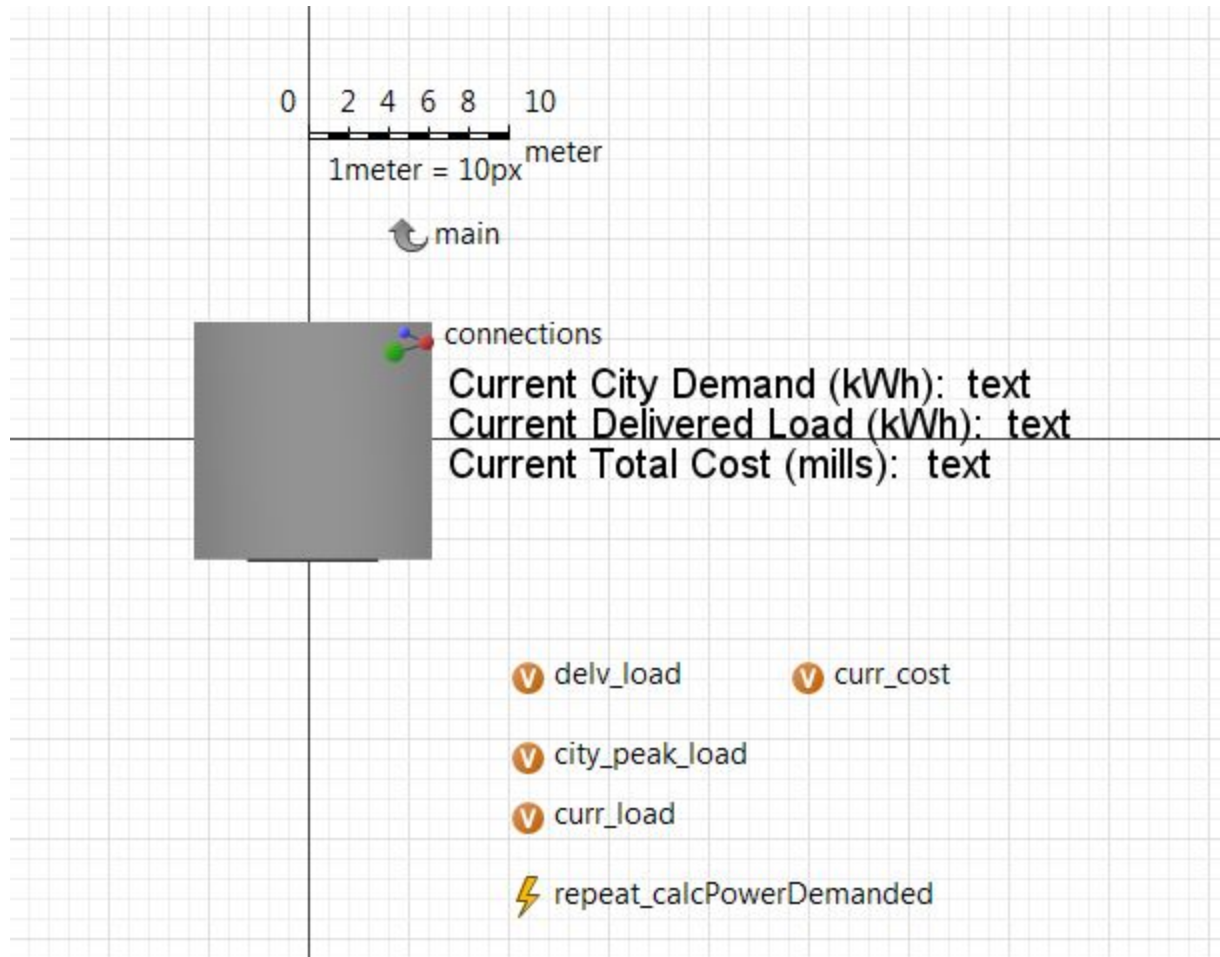 0 2 4 6 8 10
meter
1meter = 10px
main
connections
Current City Demand (kWh): text
Current Delivered Load (kWh): text
Current Total Cost (mills): text
V delv_load V curr_cost
V city_peak_load
V curr_load
repeat_calcPowerDemanded